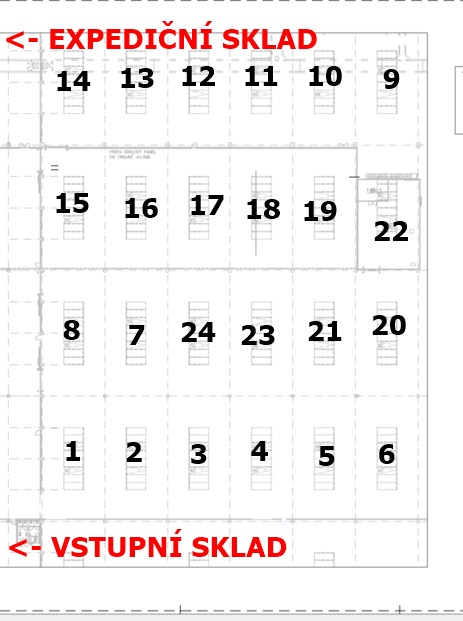 <- EXPEDIČNÍ SKLAD
14 13 12 11 10 9
15 16 17 18 19 22
8 7 24 23 21 20
1 2 3 4 5 6
<- VSTUPNÍ SKLAD